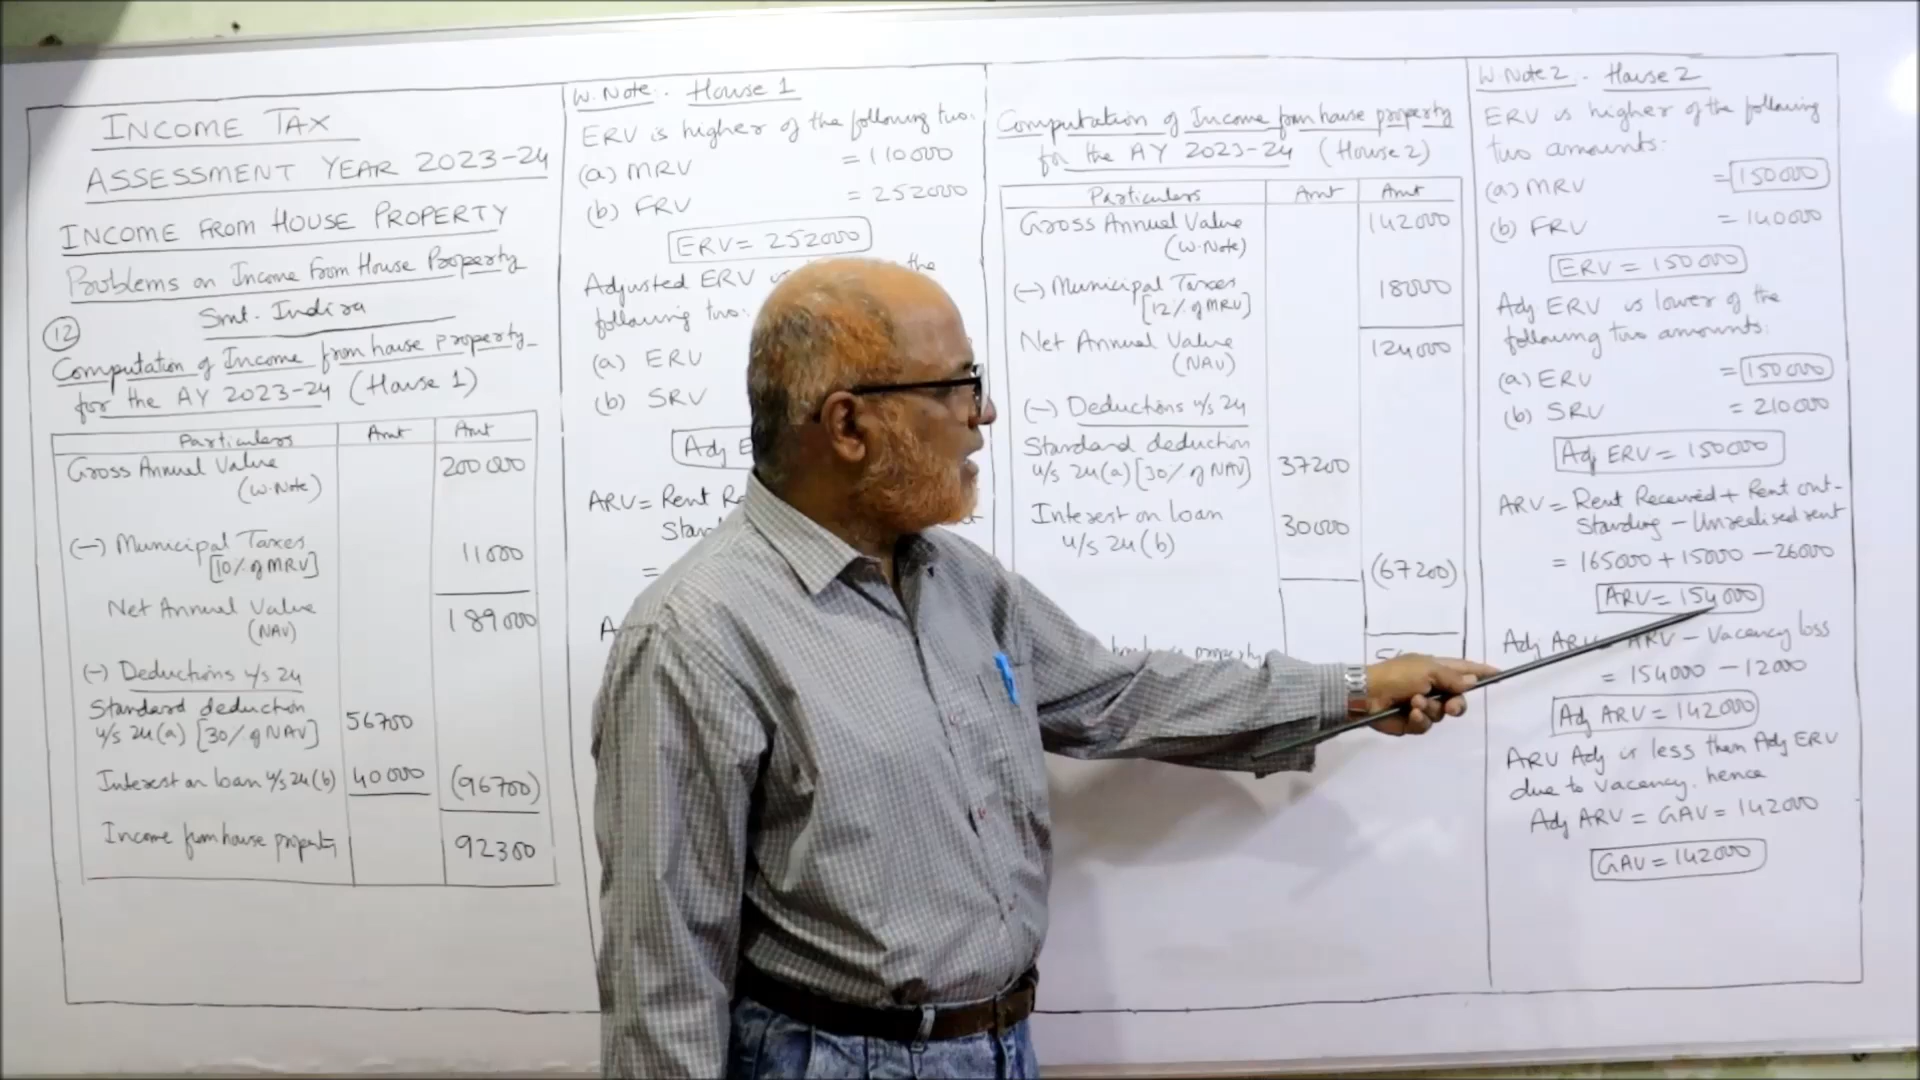 INCOME TAX
ASSESSMENT YEAR 2023-24
INCOME FROM HOUSE PROPERTY
Problems on Income From House Property
Smt. Indira
12
Computation of Income from house property
for the AY 2023-24 (House 1)
Particulars Amt Amt
Gross Annual Value 200000
(W.Note)
(-) Municipal Taxes 11000
[10% of MRV]
Net Annual Value 189000
(NAV)
(-) Deductions u/s 24
Standard deduction
u/s 24(a) [30% of NAV] 56700
Interest on loan u/s 24(b) 40000 (96700)
Income from house property 92300
W.Note:- House 1
ERV is higher of the following two.
(a) MRV = 110000
(b) FRV = 252000
ERV = 252000
Adjusted ERV the
following two:
(a) ERV
(b) SRV
Adj
ARV = Rent
=
Computation of Income from house property
for the AY 2023-24 (House 2)
Particulars Amt Amt
Gross Annual Value 142000
(W.Note)
(-) Municipal Taxes 18000
[12% of MRV]
Net Annual Value 124000
(NAV)
(-) Deductions u/s 24
Standard deduction
u/s 24(a) [30% of NAV] 37200
Interest on loan 30000
u/s 24(b)
(67200)
property
W.Note 2:- House 2
ERV is higher of the following
two amounts:
(a) MRV = 150000
(b) FRV = 140000
ERV = 150000
Adj ERV is lower of the
following two amounts:
(a) ERV = 150000
(b) SRV = 210000
Adj ERV = 150000
ARV = Rent Received + Rent out-
standing - Unrealised rent
= 165000 + 15000 - 26000
ARV = 154000
Adj ARV = ARV - Vacency loss
= 154000 - 12000
Adj ARV = 142000
ARV Adj is less then Adj ERV
due to vacency. hence
Adj ARV = GAV = 142000
GAV = 142000